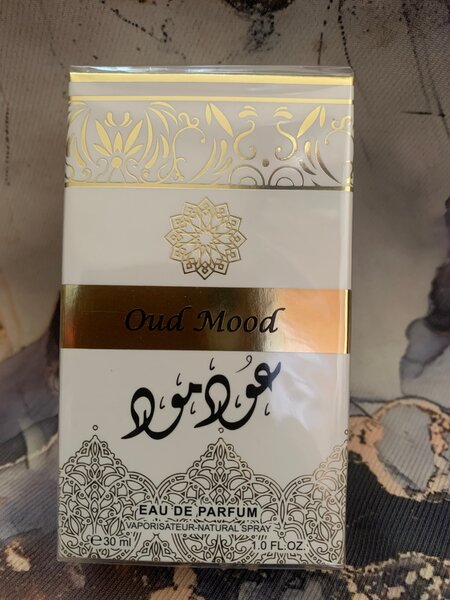 Oud Mood
عود مود
EAU DE PARFUM
VAPORISATEUR-NATURAL SPRAY
℮ 30 ml 1.0 FL.OZ.